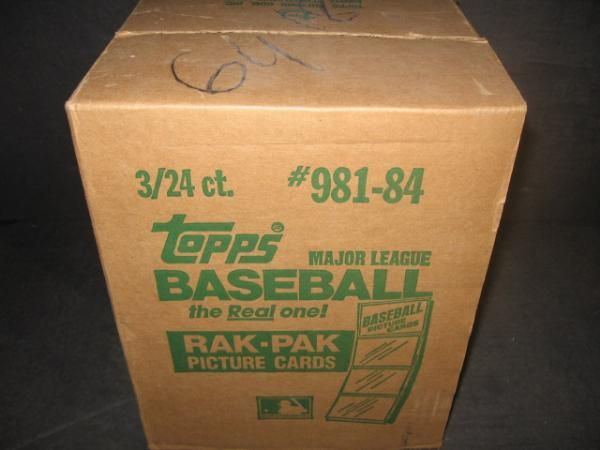 64
3/24 ct. #981-84
Topps®
MAJOR LEAGUE
BASEBALL
the Real one!
RAK-PAK
PICTURE CARDS
BASEBALL
PICTURE
CARDS